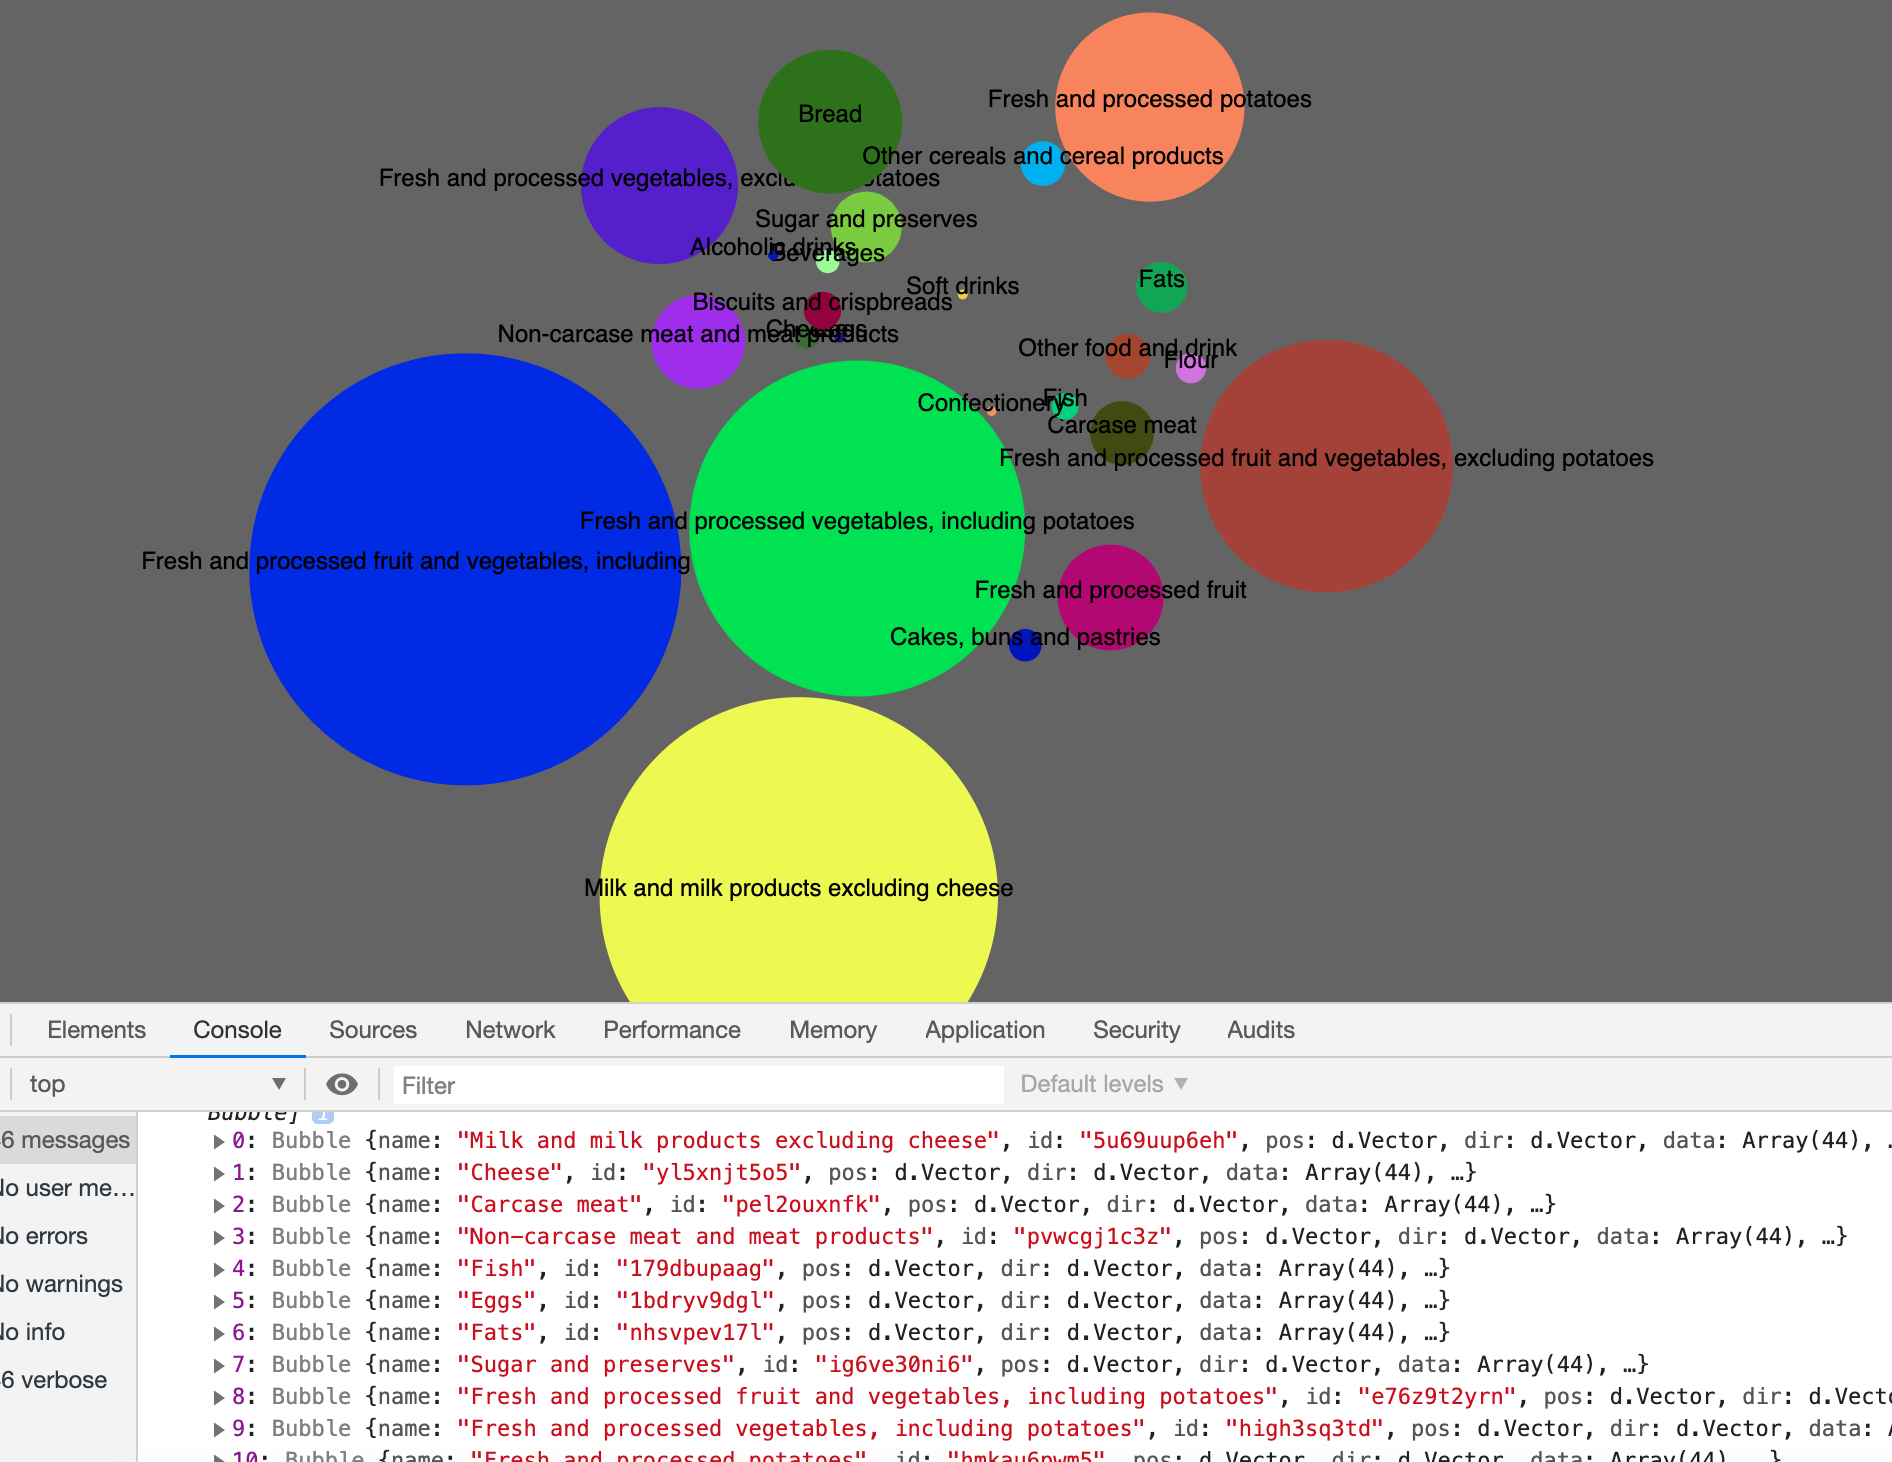 Fresh and processed potatoes
Bread
Other cereals and cereal products
Fresh and processed vegetables, excluding potatoes
Sugar and preserves
Alcoholic drinks
Beverages
Fats
Soft drinks
Biscuits and crispbreads
Cheese
Non-carcase meat and meat products
Other food and drink
Flour
Fish
Confectionery
Carcase meat
Fresh and processed fruit and vegetables, excluding potatoes
Fresh and processed vegetables, including potatoes
Fresh and processed fruit and vegetables, including
Fresh and processed fruit
Cakes, buns and pastries
Milk and milk products excluding cheese
Elements Console Sources Network Performance Memory Application Security Audits
top Filter Default levels
Bubble]
6 messages
No user me…
No errors
No warnings
No info
6 verbose
0: Bubble {name: "Milk and milk products excluding cheese", id: "5u69uup6eh", pos: d.Vector, dir: d.Vector, data: Array(44),
1: Bubble {name: "Cheese", id: "yl5xnjt5o5", pos: d.Vector, dir: d.Vector, data: Array(44), …}
2: Bubble {name: "Carcase meat", id: "pel2ouxnfk", pos: d.Vector, dir: d.Vector, data: Array(44), …}
3: Bubble {name: "Non-carcase meat and meat products", id: "pvwcgj1c3z", pos: d.Vector, dir: d.Vector, data: Array(44), …}
4: Bubble {name: "Fish", id: "179dbupaag", pos: d.Vector, dir: d.Vector, data: Array(44), …}
5: Bubble {name: "Eggs", id: "1bdryv9dgl", pos: d.Vector, dir: d.Vector, data: Array(44), …}
6: Bubble {name: "Fats", id: "nhsvpev17l", pos: d.Vector, dir: d.Vector, data: Array(44), …}
7: Bubble {name: "Sugar and preserves", id: "ig6ve30ni6", pos: d.Vector, dir: d.Vector, data: Array(44), …}
8: Bubble {name: "Fresh and processed fruit and vegetables, including potatoes", id: "e76z9t2yrn", pos: d.Vector, dir: d.Vect
9: Bubble {name: "Fresh and processed vegetables, including potatoes", id: "high3sq3td", pos: d.Vector, dir: d.Vector, data:
10: Bubble {name: "Fresh and processed potatoes", id: "hmkau6pwm5", pos: d.Vector, dir: d.Vector, data: Array(44), …}